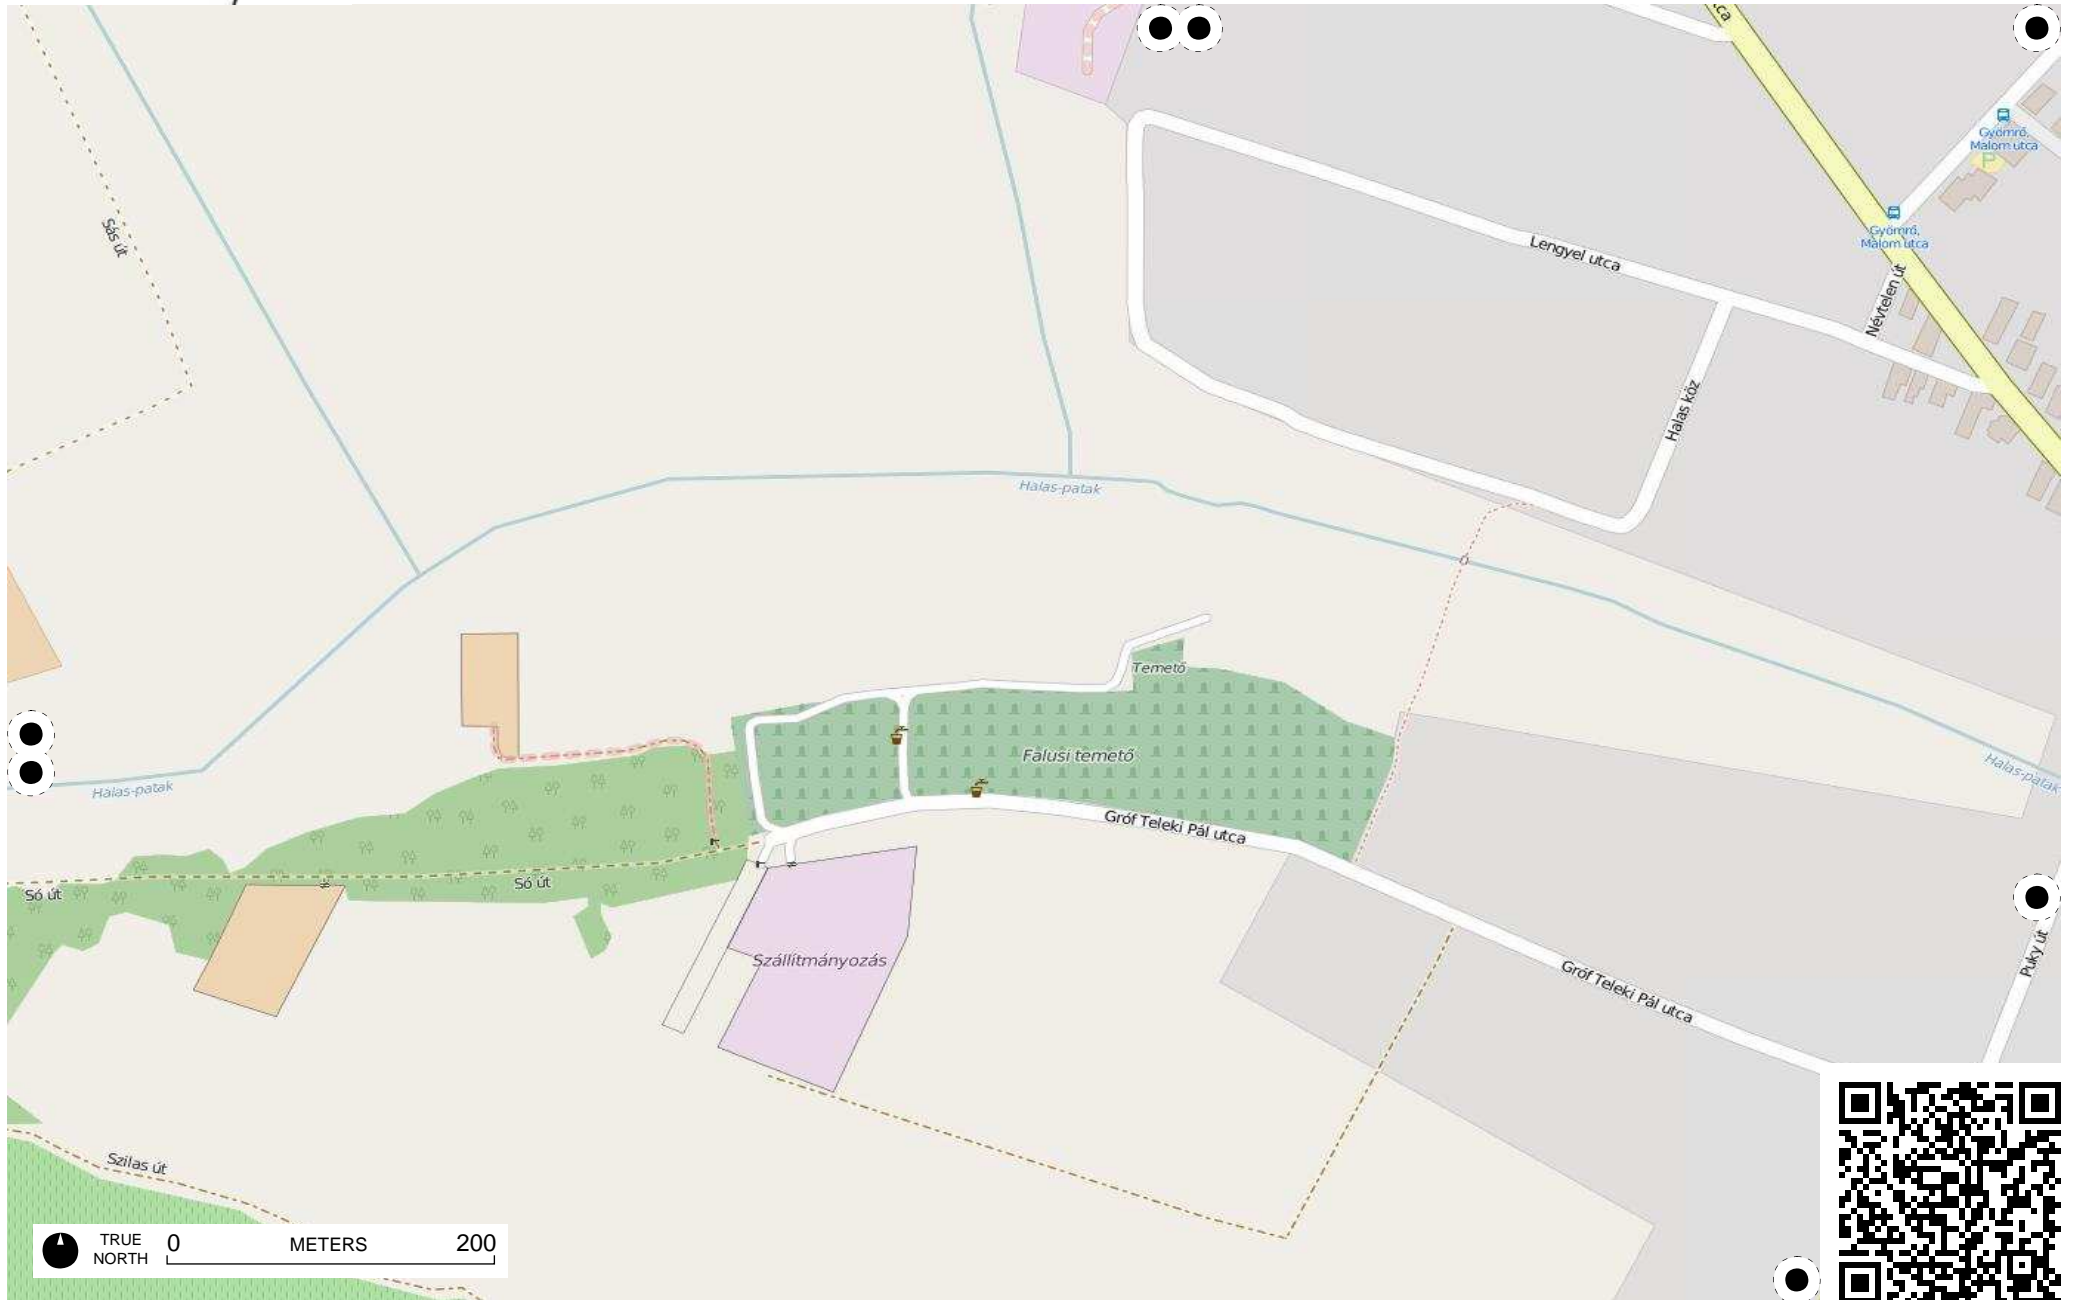 ca
Gyömrő,
Malom utca
P
Sás út
Gyömrő,
Malom utca
Lengyel utca
Névtelen út
Halas köz
Halas-patak
Temető
Falusi temető
Halas-patak
Halas-patak
Gróf Teleki Pál utca
Só út
Só út
Szállítmányozás
Puky út
Gróf Teleki Pál utca
Szilas út
TRUE
NORTH
0 METERS 200